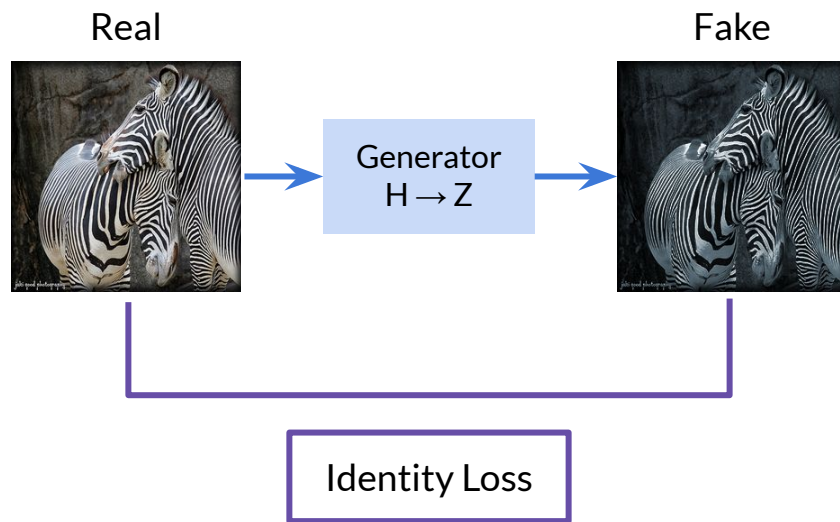 Real
Fake
Generator
H → Z
Identity Loss